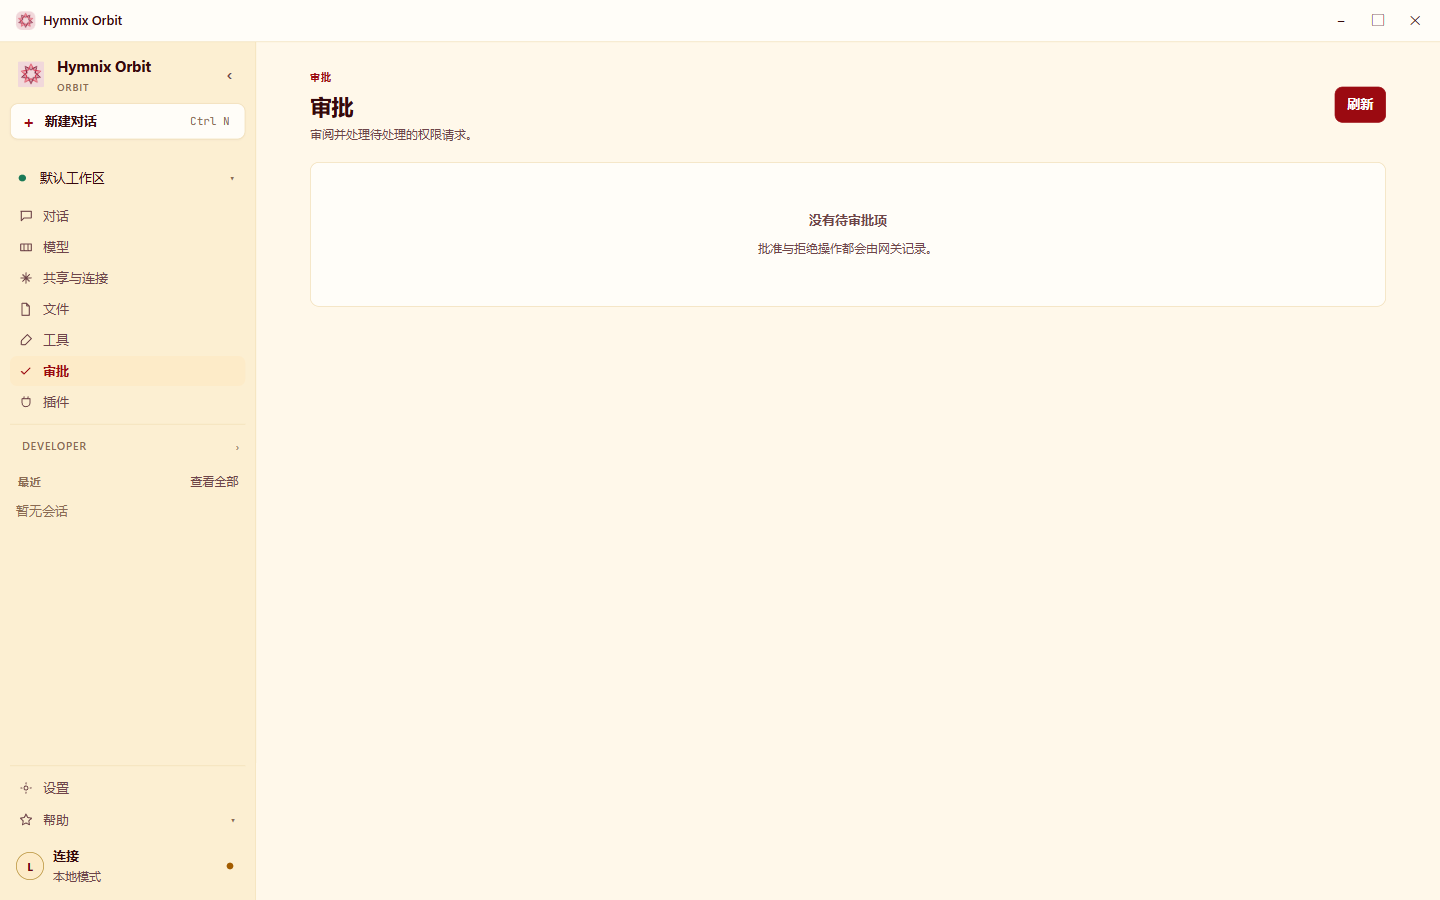 Hymnix Orbit
Hymnix Orbit
ORBIT
新建对话 Ctrl N
默认工作区
对话
模型
共享与连接
文件
工具
审批
插件
DEVELOPER
最近 查看全部
暂无会话
设置
帮助
L
连接
本地模式
审批
审批
审阅并处理待处理的权限请求。
刷新
没有待审批项
批准与拒绝操作都会由网关记录。